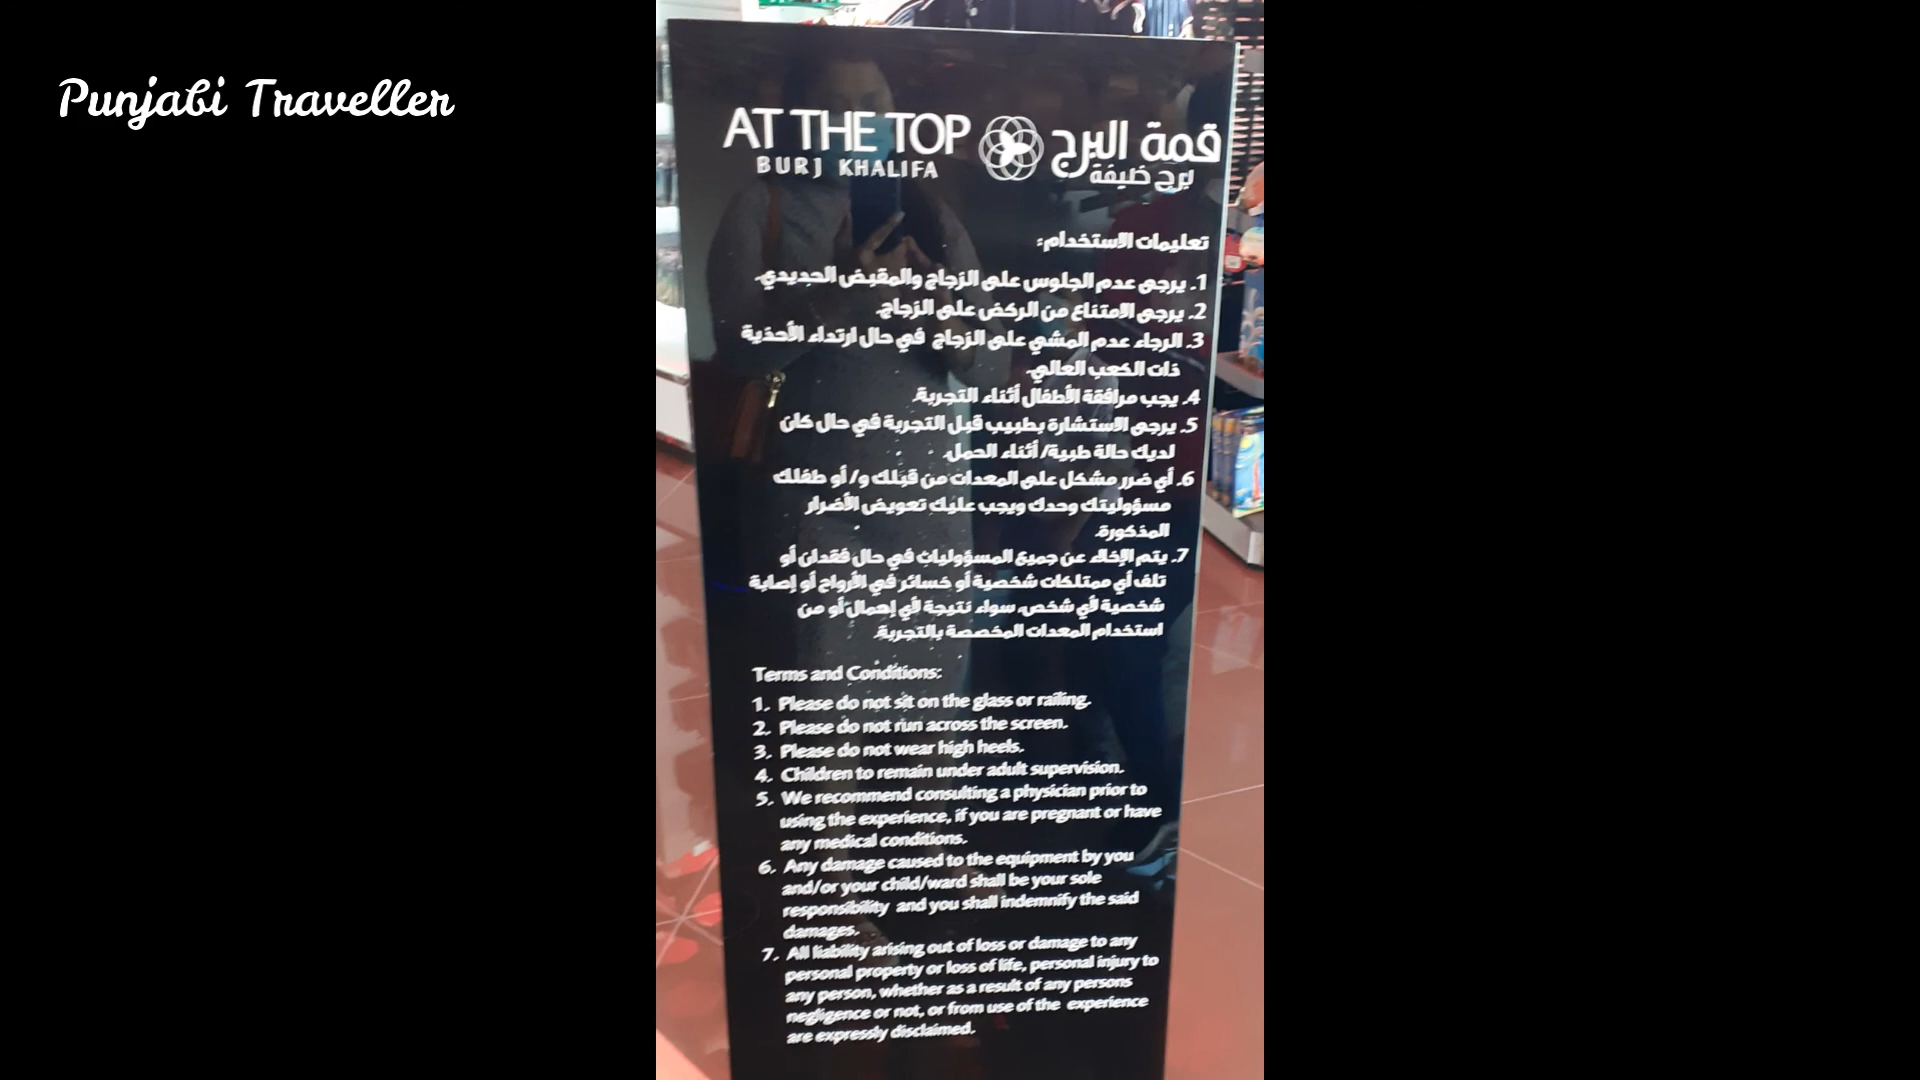 Punjabi Traveller
AT THE TOP
BURJ KHALIFA
قمة البرج
برج خليفة
تعليمات الاستخدام:
1. يرجى عدم الجلوس على الزجاج والمقبض الحديدي.
2. يرجى الامتناع من الركض على الزجاج.
3. الرجاء عدم المشي على الزجاج في حال ارتداء الأحذية
ذات الكعب العالي.
4. يجب مرافقة الأطفال أثناء التجربة.
5. يرجى الاستشارة بطبيب قبل التجربة في حال كان
لديك حالة طبية/ أثناء الحمل.
6. أي ضرر مشكل على المعدات من قبلك و/ أو طفلك
مسؤوليتك وحدك ويجب عليك تعويض الأضرار
المذكورة.
7. يتم الإخلاء عن جميع المسؤوليات في حال فقدان أو
تلف أي ممتلكات شخصية أو خسائر في الأرواح أو إصابة
شخصية لأي شخص، سواء نتيجة لأي إهمال أو من
استخدام المعدات المخصصة بالتجربة.
Terms and Conditions:
1. Please do not sit on the glass or railing.
2. Please do not run across the screen.
3. Please do not wear high heels.
4. Children to remain under adult supervision.
5. We recommend consulting a physician prior to
using the experience, if you are pregnant or have
any medical conditions.
6. Any damage caused to the equipment by you
and/or your child/ward shall be your sole
responsibility and you shall indemnify the said
damages.
7. All liability arising out of loss or damage to any
personal property or loss of life, personal injury to
any person, whether as a result of any persons
negligence or not, or from use of the experience
are expressly disclaimed.